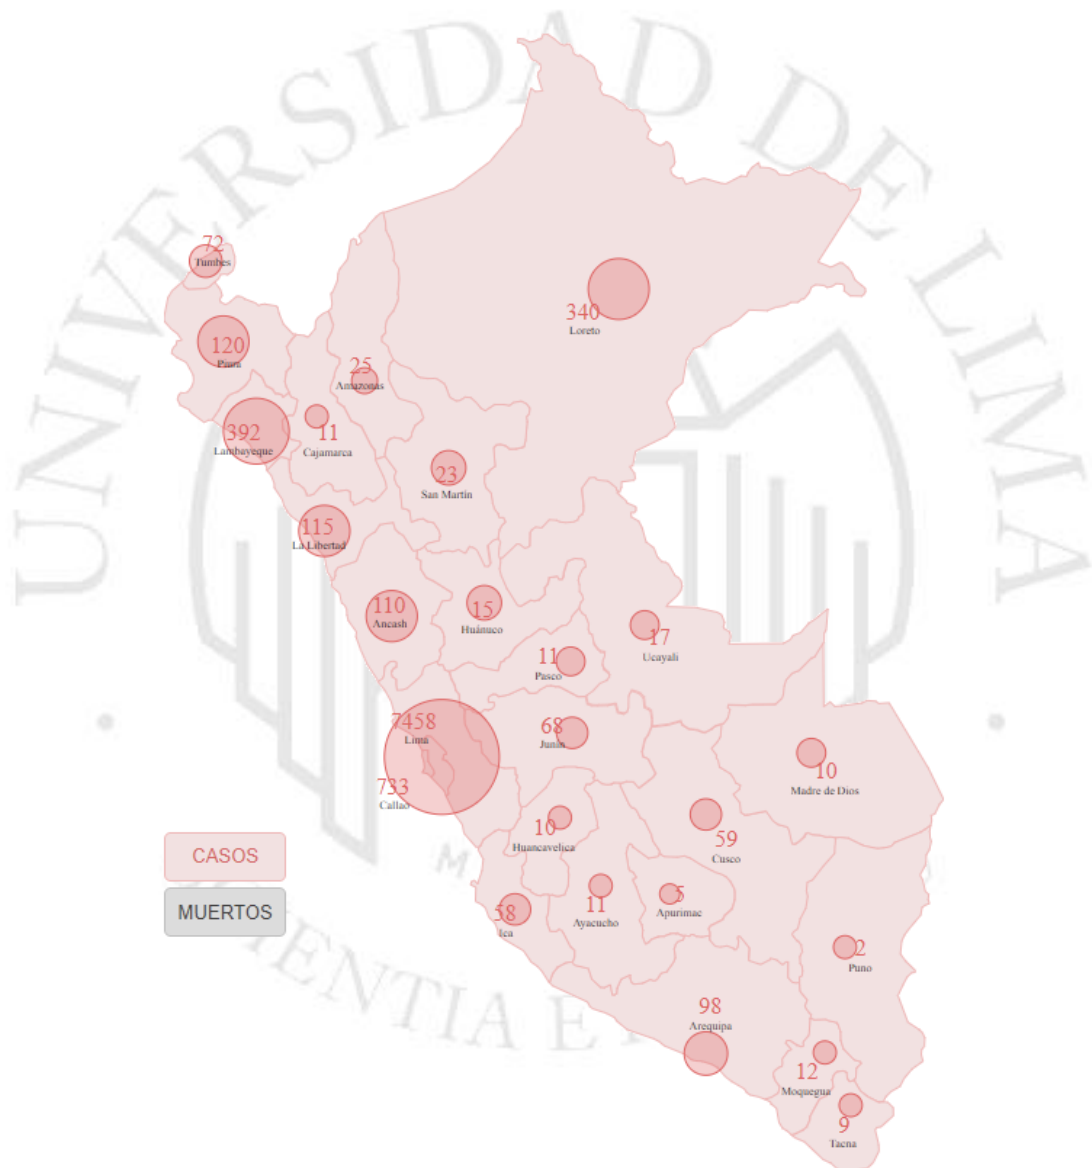 UNIVERSIDAD DE LIMA
72
Tumbes
340
Loreto
120
Piura
25
Amazonas
392
Lambayeque
11
Cajamarca
23
San Martín
115
La Libertad
110
Ancash
15
Huánuco
17
Ucayali
11
Pasco
7458
Lima
68
Junín
733
Callao
10
Madre de Dios
10
Huancavelica
59
Cusco
CASOS
MUERTOS
58
Ica
11
Ayacucho
5
Apurimac
2
Puno
98
Arequipa
12
Moquegua
9
Tacna